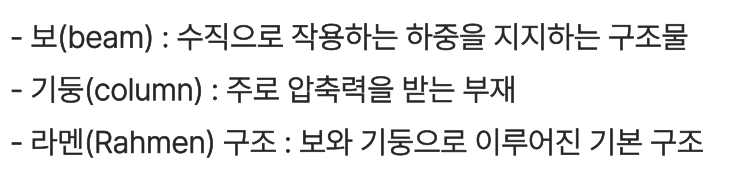 - 보(beam) : 수직으로 작용하는 하중을 지지하는 구조물
- 기둥(column) : 주로 압축력을 받는 부재
- 라멘(Rahmen) 구조 : 보와 기둥으로 이루어진 기본 구조